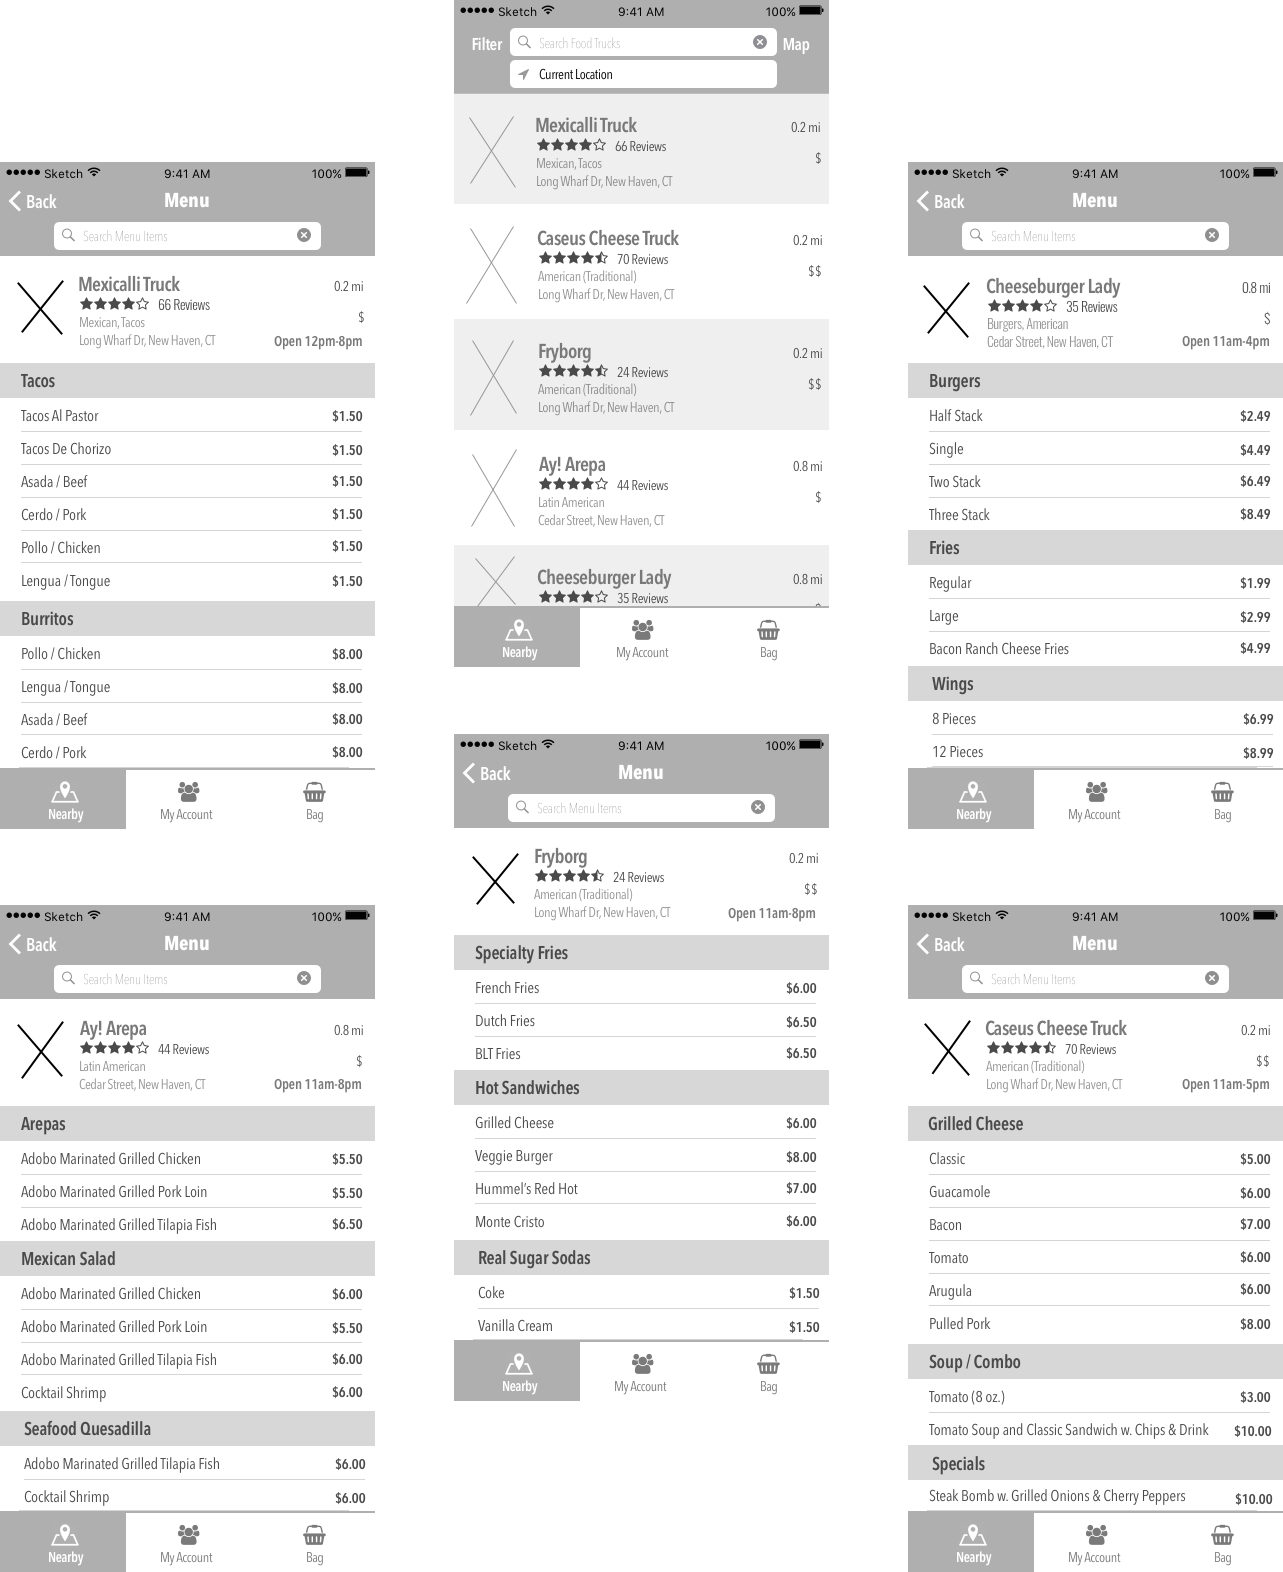 Sketch 9:41 AM 100%
Filter Search Food Trucks Map
Current Location
Mexicalli Truck 0.2 mi
66 Reviews
$
Mexican, Tacos
Long Wharf Dr, New Haven, CT
Caseus Cheese Truck 0.2 mi
70 Reviews
$$
American (Traditional)
Long Wharf Dr, New Haven, CT
Fryborg 0.2 mi
24 Reviews
$$
American (Traditional)
Long Wharf Dr, New Haven, CT
Ay! Arepa 0.8 mi
44 Reviews
$
Latin American
Cedar Street, New Haven, CT
Cheeseburger Lady 0.8 mi
35 Reviews
Nearby My Account Bag
Sketch 9:41 AM 100%
Back Menu
Search Menu Items
Mexicalli Truck 0.2 mi
66 Reviews
$
Mexican, Tacos
Long Wharf Dr, New Haven, CT Open 12pm-8pm
Tacos
Tacos Al Pastor $1.50
Tacos De Chorizo $1.50
Asada / Beef $1.50
Cerdo / Pork $1.50
Pollo / Chicken $1.50
Lengua / Tongue $1.50
Burritos
Pollo / Chicken $8.00
Lengua / Tongue $8.00
Asada / Beef $8.00
Cerdo / Pork $8.00
Nearby My Account Bag
Sketch 9:41 AM 100%
Back Menu
Search Menu Items
Cheeseburger Lady 0.8 mi
35 Reviews
$
Burgers, American
Cedar Street, New Haven, CT Open 11am-4pm
Burgers
Half Stack $2.49
Single $4.49
Two Stack $6.49
Three Stack $8.49
Fries
Regular $1.99
Large $2.99
Bacon Ranch Cheese Fries $4.99
Wings
8 Pieces $6.99
12 Pieces $8.99
Nearby My Account Bag
Sketch 9:41 AM 100%
Back Menu
Search Menu Items
Fryborg 0.2 mi
24 Reviews
$$
American (Traditional)
Long Wharf Dr, New Haven, CT Open 11am-8pm
Specialty Fries
French Fries $6.00
Dutch Fries $6.50
BLT Fries $6.50
Hot Sandwiches
Grilled Cheese $6.00
Veggie Burger $8.00
Hummel's Red Hot $7.00
Monte Cristo $6.00
Real Sugar Sodas
Coke $1.50
Vanilla Cream $1.50
Nearby My Account Bag
Sketch 9:41 AM 100%
Back Menu
Search Menu Items
Ay! Arepa 0.8 mi
44 Reviews
$
Latin American
Cedar Street, New Haven, CT Open 11am-8pm
Arepas
Adobo Marinated Grilled Chicken $5.50
Adobo Marinated Grilled Pork Loin $5.50
Adobo Marinated Grilled Tilapia Fish $6.50
Mexican Salad
Adobo Marinated Grilled Chicken $6.00
Adobo Marinated Grilled Pork Loin $5.50
Adobo Marinated Grilled Tilapia Fish $6.00
Cocktail Shrimp $6.00
Seafood Quesadilla
Adobo Marinated Grilled Tilapia Fish $6.00
Cocktail Shrimp $6.00
Nearby My Account Bag
Sketch 9:41 AM 100%
Back Menu
Search Menu Items
Caseus Cheese Truck 0.2 mi
70 Reviews
$$
American (Traditional)
Long Wharf Dr, New Haven, CT Open 11am-5pm
Grilled Cheese
Classic $5.00
Guacamole $6.00
Bacon $7.00
Tomato $6.00
Arugula $6.00
Pulled Pork $8.00
Soup / Combo
Tomato (8 oz.) $3.00
Tomato Soup and Classic Sandwich w. Chips & Drink $10.00
Specials
Steak Bomb w. Grilled Onions & Cherry Peppers $10.00
Nearby My Account Bag